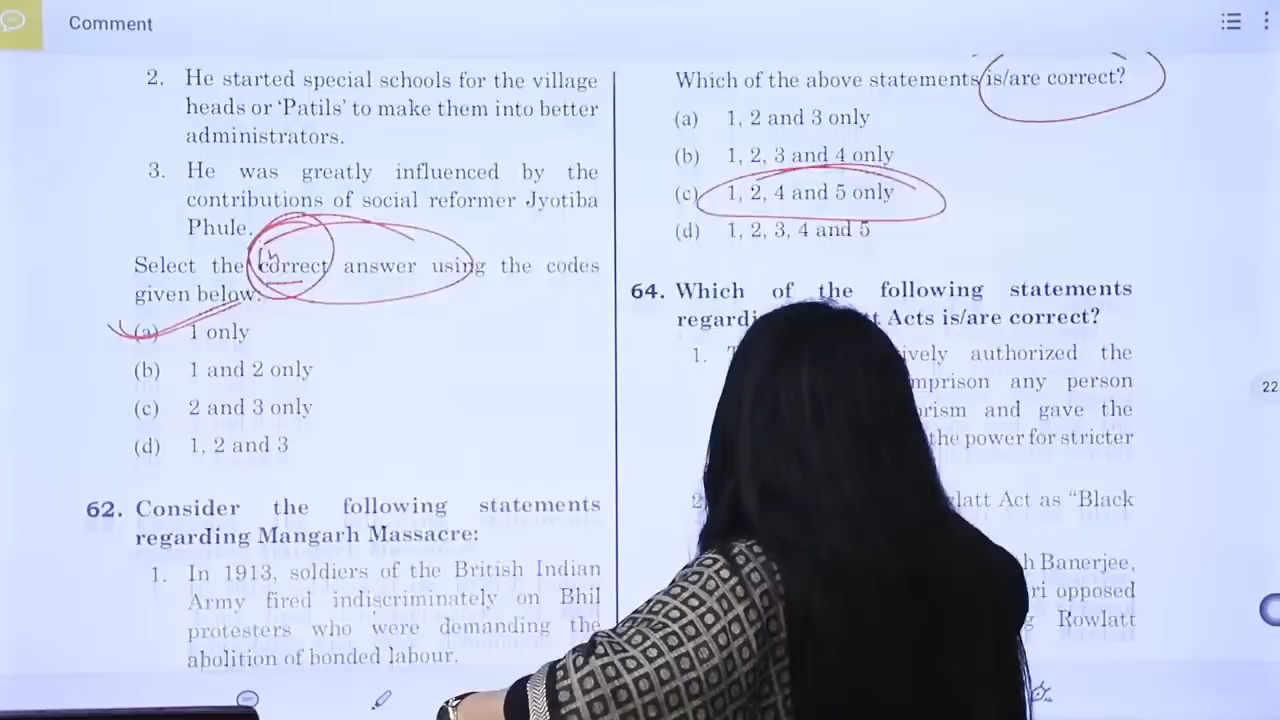 Comment
2. He started special schools for the village
heads or ‘Patils’ to make them into better
administrators.
3. He was greatly influenced by the
contributions of social reformer Jyotiba
Phule.
Select the correct answer using the codes
given below:
(a) 1 only
(b) 1 and 2 only
(c) 2 and 3 only
(d) 1, 2 and 3
62. Consider the following statements
regarding Mangarh Massacre:
1. In 1913, soldiers of the British Indian
Army fired indiscriminately on Bhil
protesters who were demanding the
abolition of bonded labour.
Which of the above statements is/are correct?
(a) 1, 2 and 3 only
(b) 1, 2, 3 and 4 only
(c) 1, 2, 4 and 5 only
(d) 1, 2, 3, 4 and 5
64. Which of the following statements
Acts is/are correct?
1. authorized the
any person
and gave the
the power for stricter
2. Act as “Black
Banerjee,
opposed
Rowlatt
22